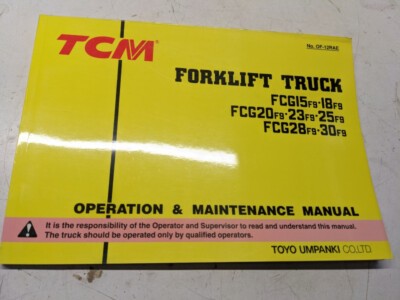 TCM
No. OF-12RAE
FORKLIFT TRUCK
FCG15F9·18F9
FCG20F9·23F9·25F9
FCG28F9·30F9
OPERATION & MAINTENANCE MANUAL
It is the responsibility of the Operator and Supervisor to read and understand this manual.
The truck should be operated only by qualified operators.
TOYO UMPANKI CO.,LTD.